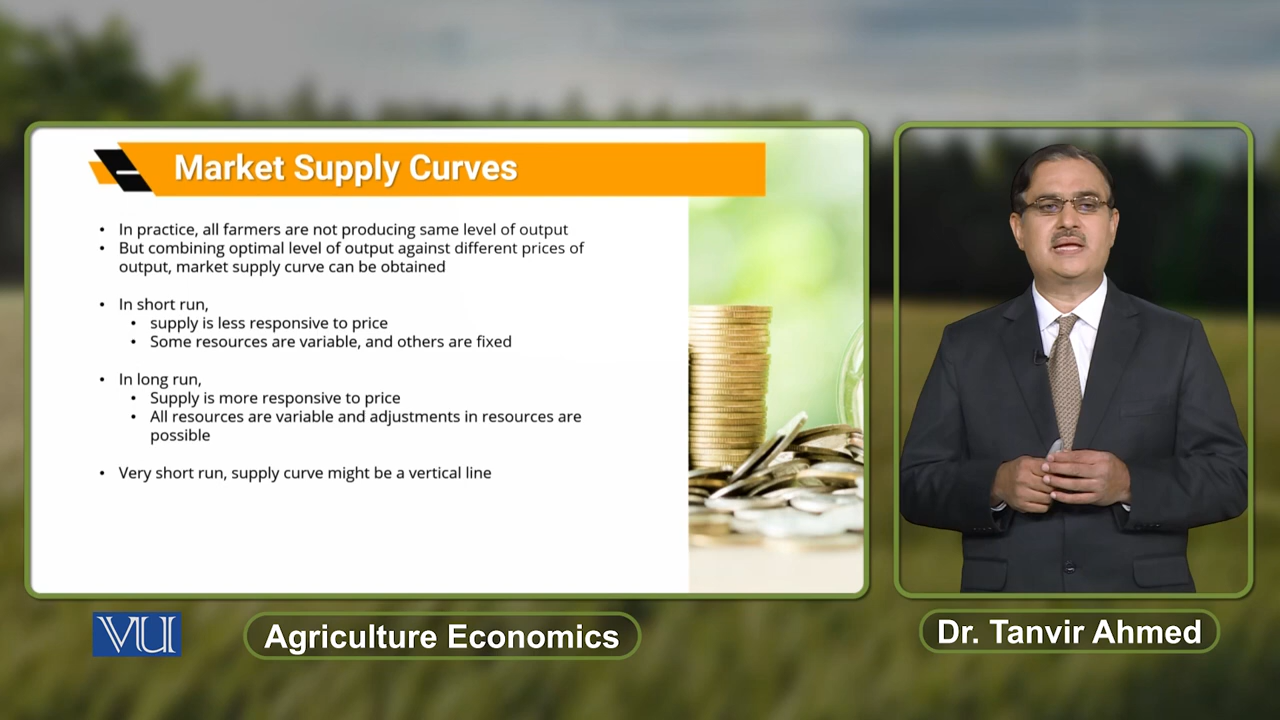 Market Supply Curves
• In practice, all farmers are not producing same level of output
• But combining optimal level of output against different prices of
output, market supply curve can be obtained
• In short run,
• supply is less responsive to price
• Some resources are variable, and others are fixed
• In long run,
• Supply is more responsive to price
• All resources are variable and adjustments in resources are
possible
• Very short run, supply curve might be a vertical line
VU
Agriculture Economics
Dr. Tanvir Ahmed